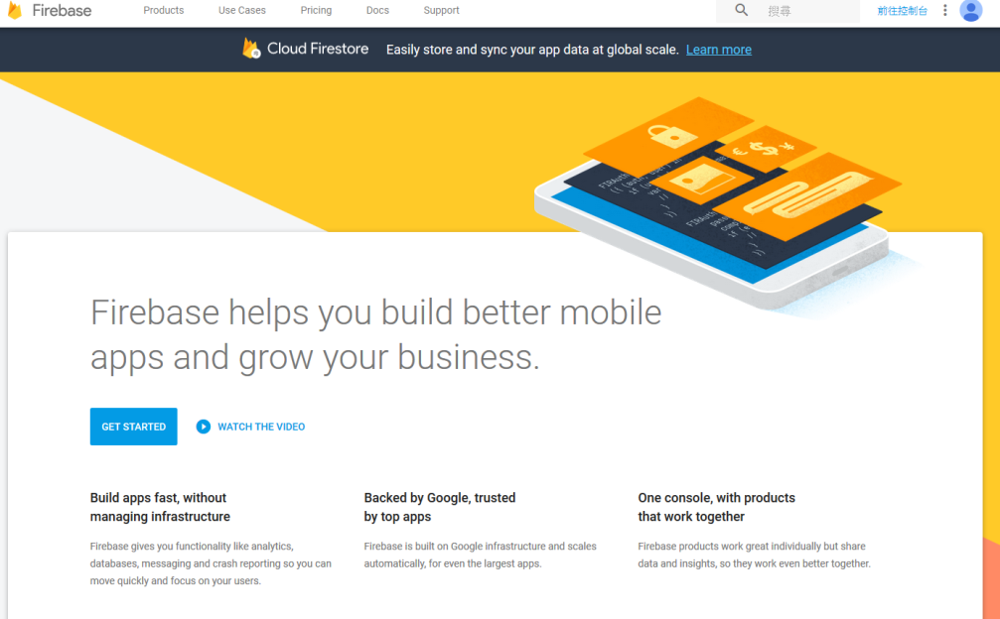 Firebase
Products
Use Cases
Pricing
Docs
Support
搜尋
前往控制台
Cloud Firestore
Easily store and sync your app data at global scale. Learn more
Firebase helps you build better mobile
apps and grow your business.
GET STARTED
WATCH THE VIDEO
Build apps fast, without
managing infrastructure
Firebase gives you functionality like analytics,
databases, messaging and crash reporting so you can
move quickly and focus on your users.
Backed by Google, trusted
by top apps
Firebase is built on Google infrastructure and scales
automatically, for even the largest apps.
One console, with products
that work together
Firebase products work great individually but share
data and insights, so they work even better together.